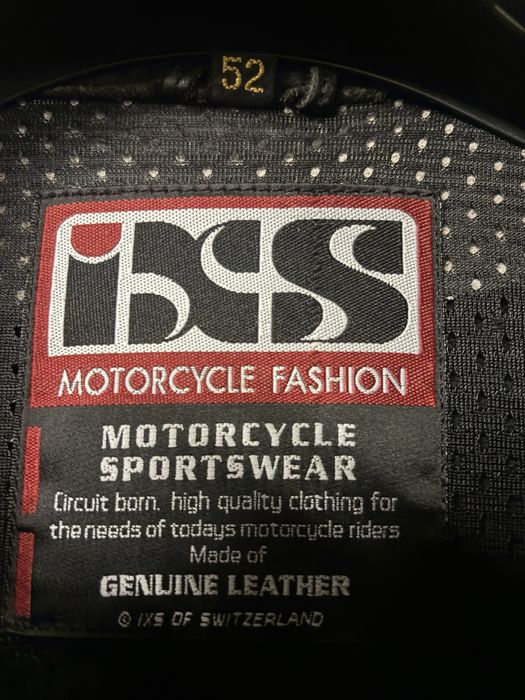 52
iXS
MOTORCYCLE FASHION
MOTORCYCLE
SPORTSWEAR
Circuit born. high quality clothing for
the needs of todays motorcycle riders
Made of
GENUINE LEATHER
© IXS OF SWITZERLAND